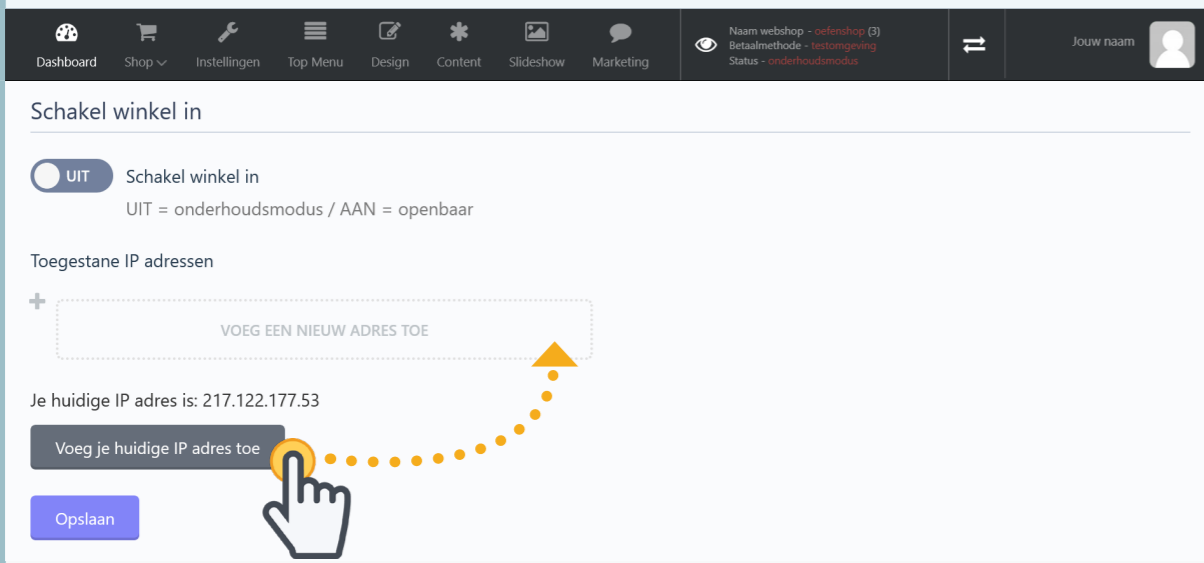 Dashboard
Shop
Instellingen
Top Menu
Design
Content
Slideshow
Marketing
Naam webshop - oefenshop (3)
Betaalmethode - testomgeving
Status - onderhoudsmodus
Jouw naam
Schakel winkel in
UIT
Schakel winkel in
UIT = onderhoudsmodus / AAN = openbaar
Toegestane IP adressen
VOEG EEN NIEUW ADRES TOE
Je huidige IP adres is: 217.122.177.53
Voeg je huidige IP adres toe
Opslaan